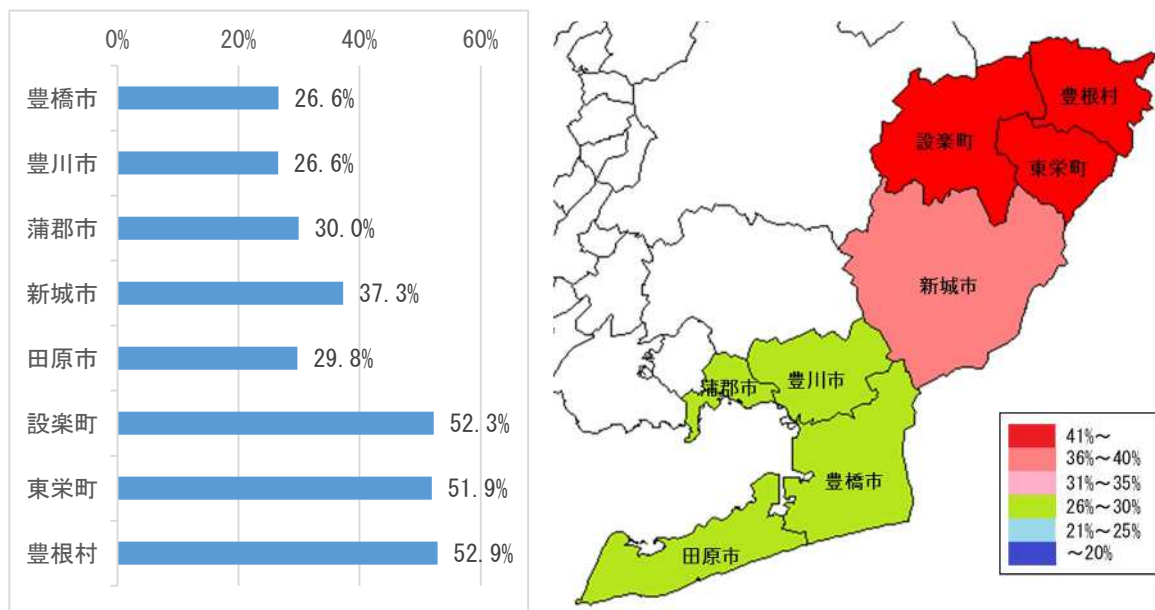 0%
20%
40%
60%
豊橋市
26.6%
豊川市
26.6%
蒲郡市
30.0%
新城市
37.3%
田原市
29.8%
設楽町
52.3%
東栄町
51.9%
豊根村
52.9%
豊根村
設楽町
東栄町
新城市
蒲郡市
豊川市
豊橋市
田原市
41%～
36%～40%
31%～35%
26%～30%
21%～25%
～20%